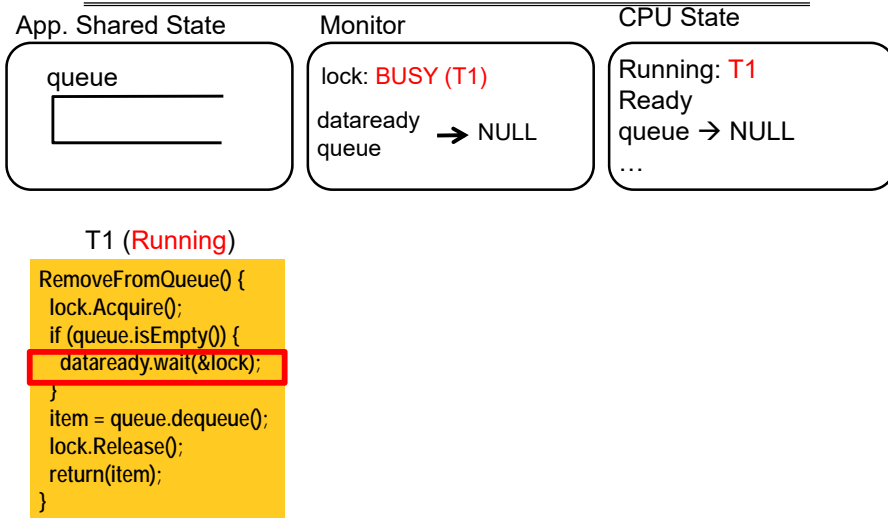 App. Shared State
Monitor
CPU State
queue
lock: BUSY (T1)
dataready
queue
→ NULL
Running: T1
Ready
queue → NULL
…
T1 (Running)
RemoveFromQueue() {
lock.Acquire();
if (queue.isEmpty()) {
dataready.wait(&lock);
}
item = queue.dequeue();
lock.Release();
return(item);
}